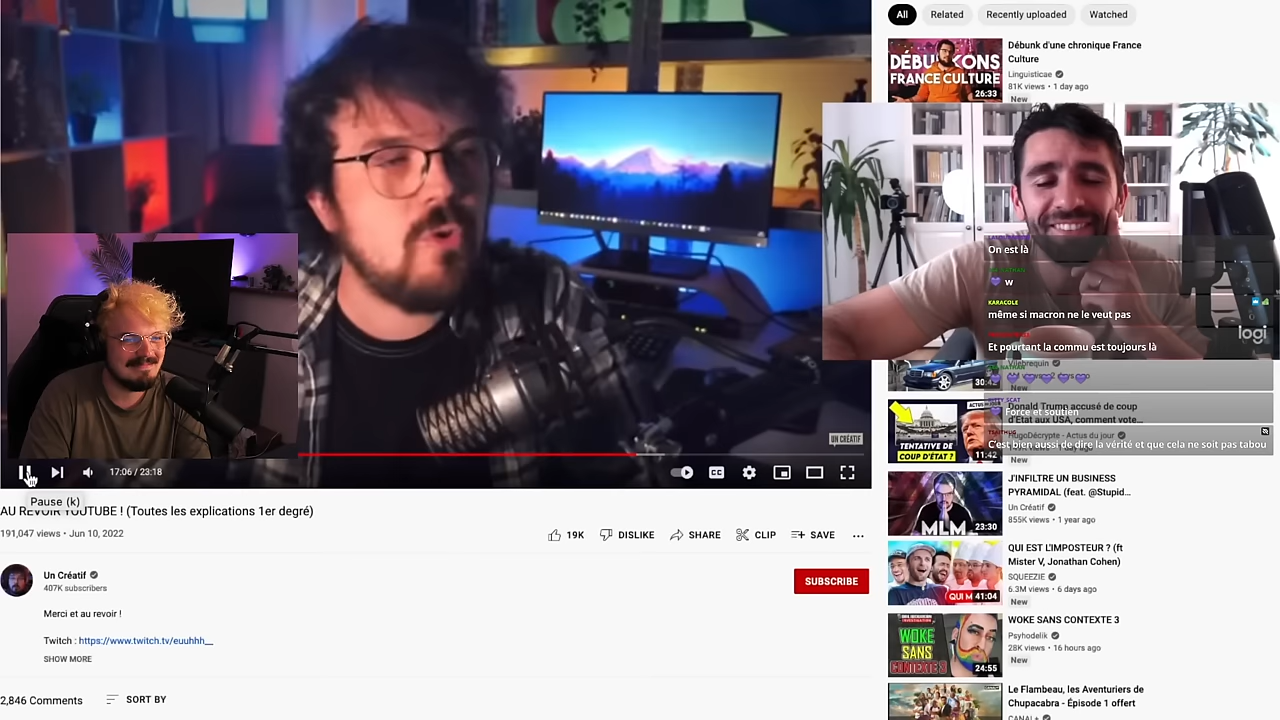 All
Related
Recently uploaded
Watched
DÉBUNKONS
FRANCE CULTURE
26:33
Débunk d'une chronique France
Culture
Linguisticae
81K views • 1 day ago
New
On est là
w
KARACOLE
même si macron ne le veut pas
logi
Et pourtant la commu est toujours là
Vilebrequin
30:4
New
Force et soutien
C'est bien aussi de dire la vérité et que cela ne soit pas tabou
Donald Trump accusé de coup
d'État aux USA, comment vote...
HugoDécrypte - Actus du jour
1 day ago
New
TENTATIVE DE
COUP D'ÉTAT ?
11:42
UN CRÉATIF
17:06 / 23:18
CC
Pause (k)
AU REVOIR YOUTUBE ! (Toutes les explications 1er degré)
191,047 views • Jun 10, 2022
19K
DISLIKE
SHARE
CLIP
SAVE
Un Créatif
407K subscribers
SUBSCRIBE
Merci et au revoir !
Twitch : https://www.twitch.tv/euuhhh__
SHOW MORE
2,846 Comments
SORT BY
MLM
23:30
J'INFILTRE UN BUSINESS
PYRAMIDAL (feat. @Stupid...
Un Créatif
855K views • 1 year ago
QUI M
41:04
QUI EST L'IMPOSTEUR ? (ft
Mister V, Jonathan Cohen)
SQUEEZIE
6.3M views • 6 days ago
New
WOKE
SANS
CONTEXTE 3
24:55
WOKE SANS CONTEXTE 3
Psyhodelik
28K views • 16 hours ago
New
Le Flambeau, les Aventuriers de
Chupacabra - Épisode 1 offert
CANAL+